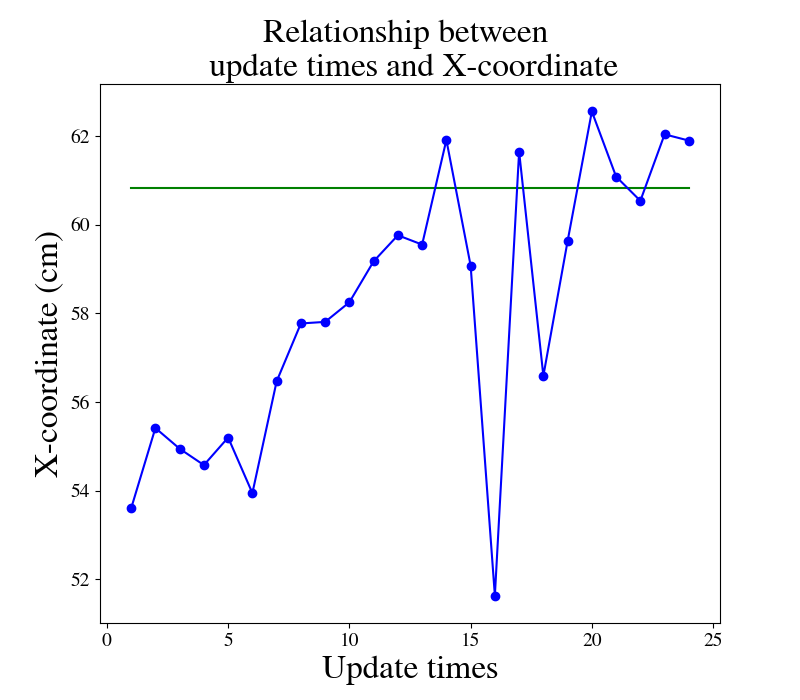 Relationship between
update times and X-coordinate
X-coordinate (cm)
62
60
58
56
54
52
0 5 10 15 20 25
Update times